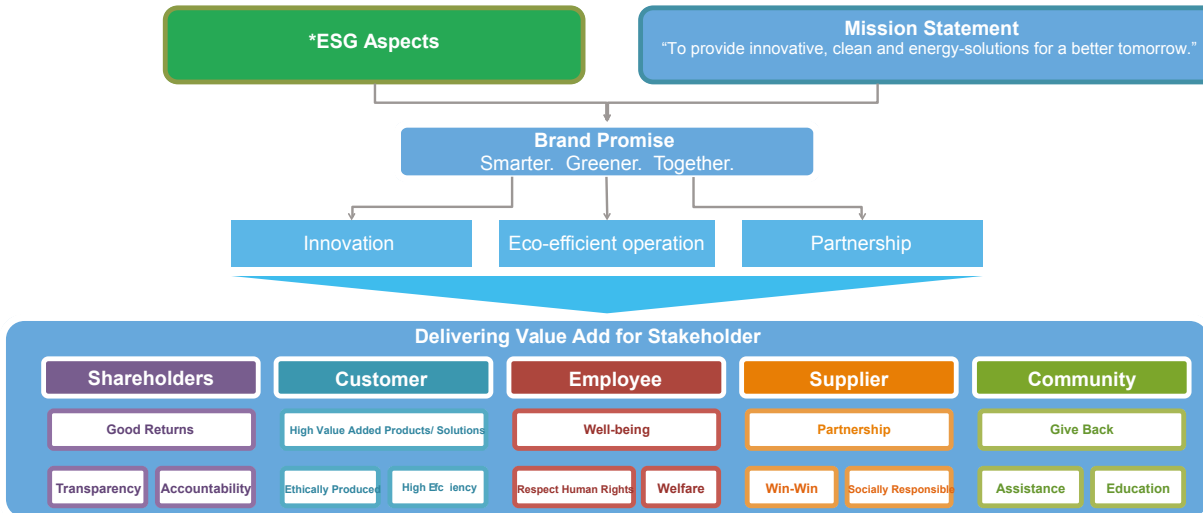 *ESG Aspects
Mission Statement
“To provide innovative, clean and energy-solutions for a better tomorrow.”
Brand Promise
Smarter. Greener. Together.
Innovation
Eco-efficient operation
Partnership
Delivering Value Add for Stakeholder
Shareholders
Customer
Employee
Supplier
Community
Good Returns
High Value Added Products/ Solutions
Well-being
Partnership
Give Back
Transparency
Accountability
Ethically Produced
High Efc iency
Respect Human Rights
Welfare
Win-Win
Socially Responsible
Assistance
Education